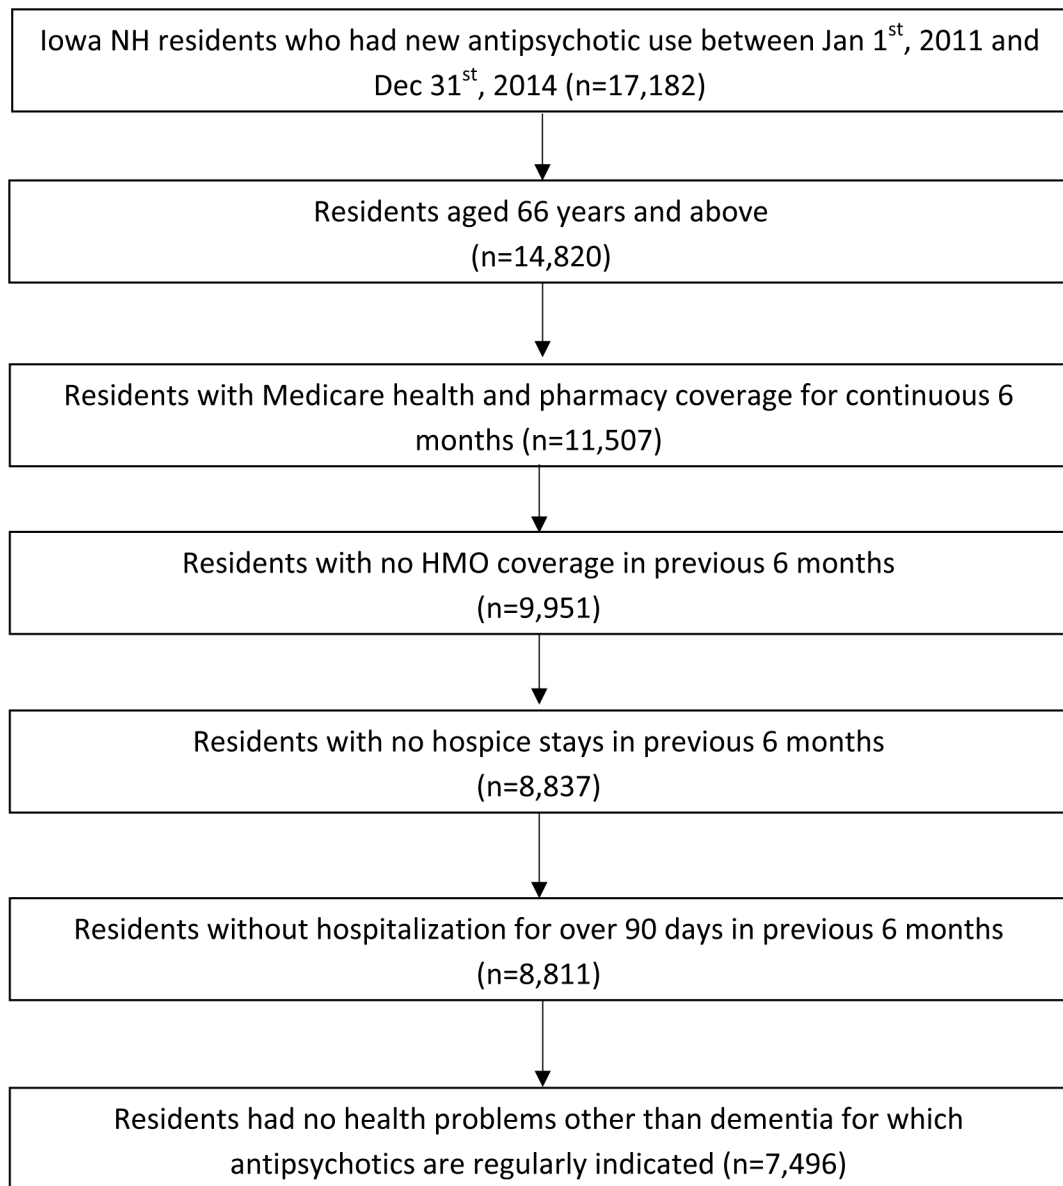 Iowa NH residents who had new antipsychotic use between Jan 1st, 2011 and
Dec 31st, 2014 (n=17,182)
Residents aged 66 years and above
(n=14,820)
Residents with Medicare health and pharmacy coverage for continuous 6
months (n=11,507)
Residents with no HMO coverage in previous 6 months
(n=9,951)
Residents with no hospice stays in previous 6 months
(n=8,837)
Residents without hospitalization for over 90 days in previous 6 months
(n=8,811)
Residents had no health problems other than dementia for which
antipsychotics are regularly indicated (n=7,496)